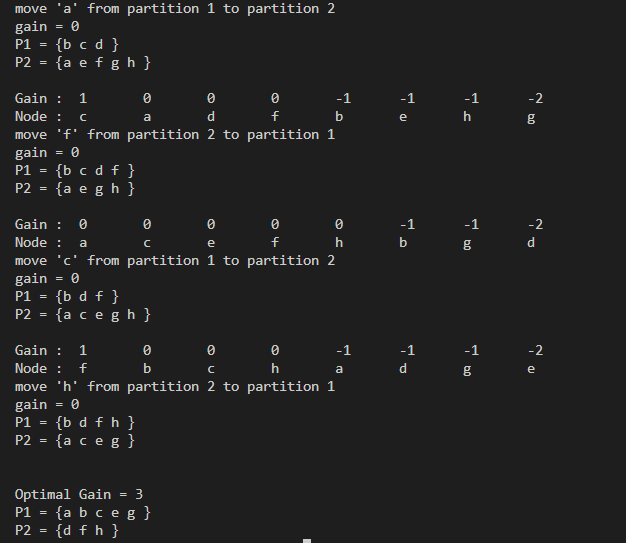 move 'a' from partition 1 to partition 2
gain = 0
P1 = {b c d }
P2 = {a e f g h }
Gain : 1 0 0 0 -1 -1 -1 -2
Node : c a d f b e h g
move 'f' from partition 2 to partition 1
gain = 0
P1 = {b c d f }
P2 = {a e g h }
Gain : 0 0 0 0 0 -1 -1 -2
Node : a c e f h b g d
move 'c' from partition 1 to partition 2
gain = 0
P1 = {b d f }
P2 = {a c e g h }
Gain : 1 0 0 0 -1 -1 -1 -2
Node : f b c h a d g e
move 'h' from partition 2 to partition 1
gain = 0
P1 = {b d f h }
P2 = {a c e g }
Optimal Gain = 3
P1 = {a b c e g }
P2 = {d f h }